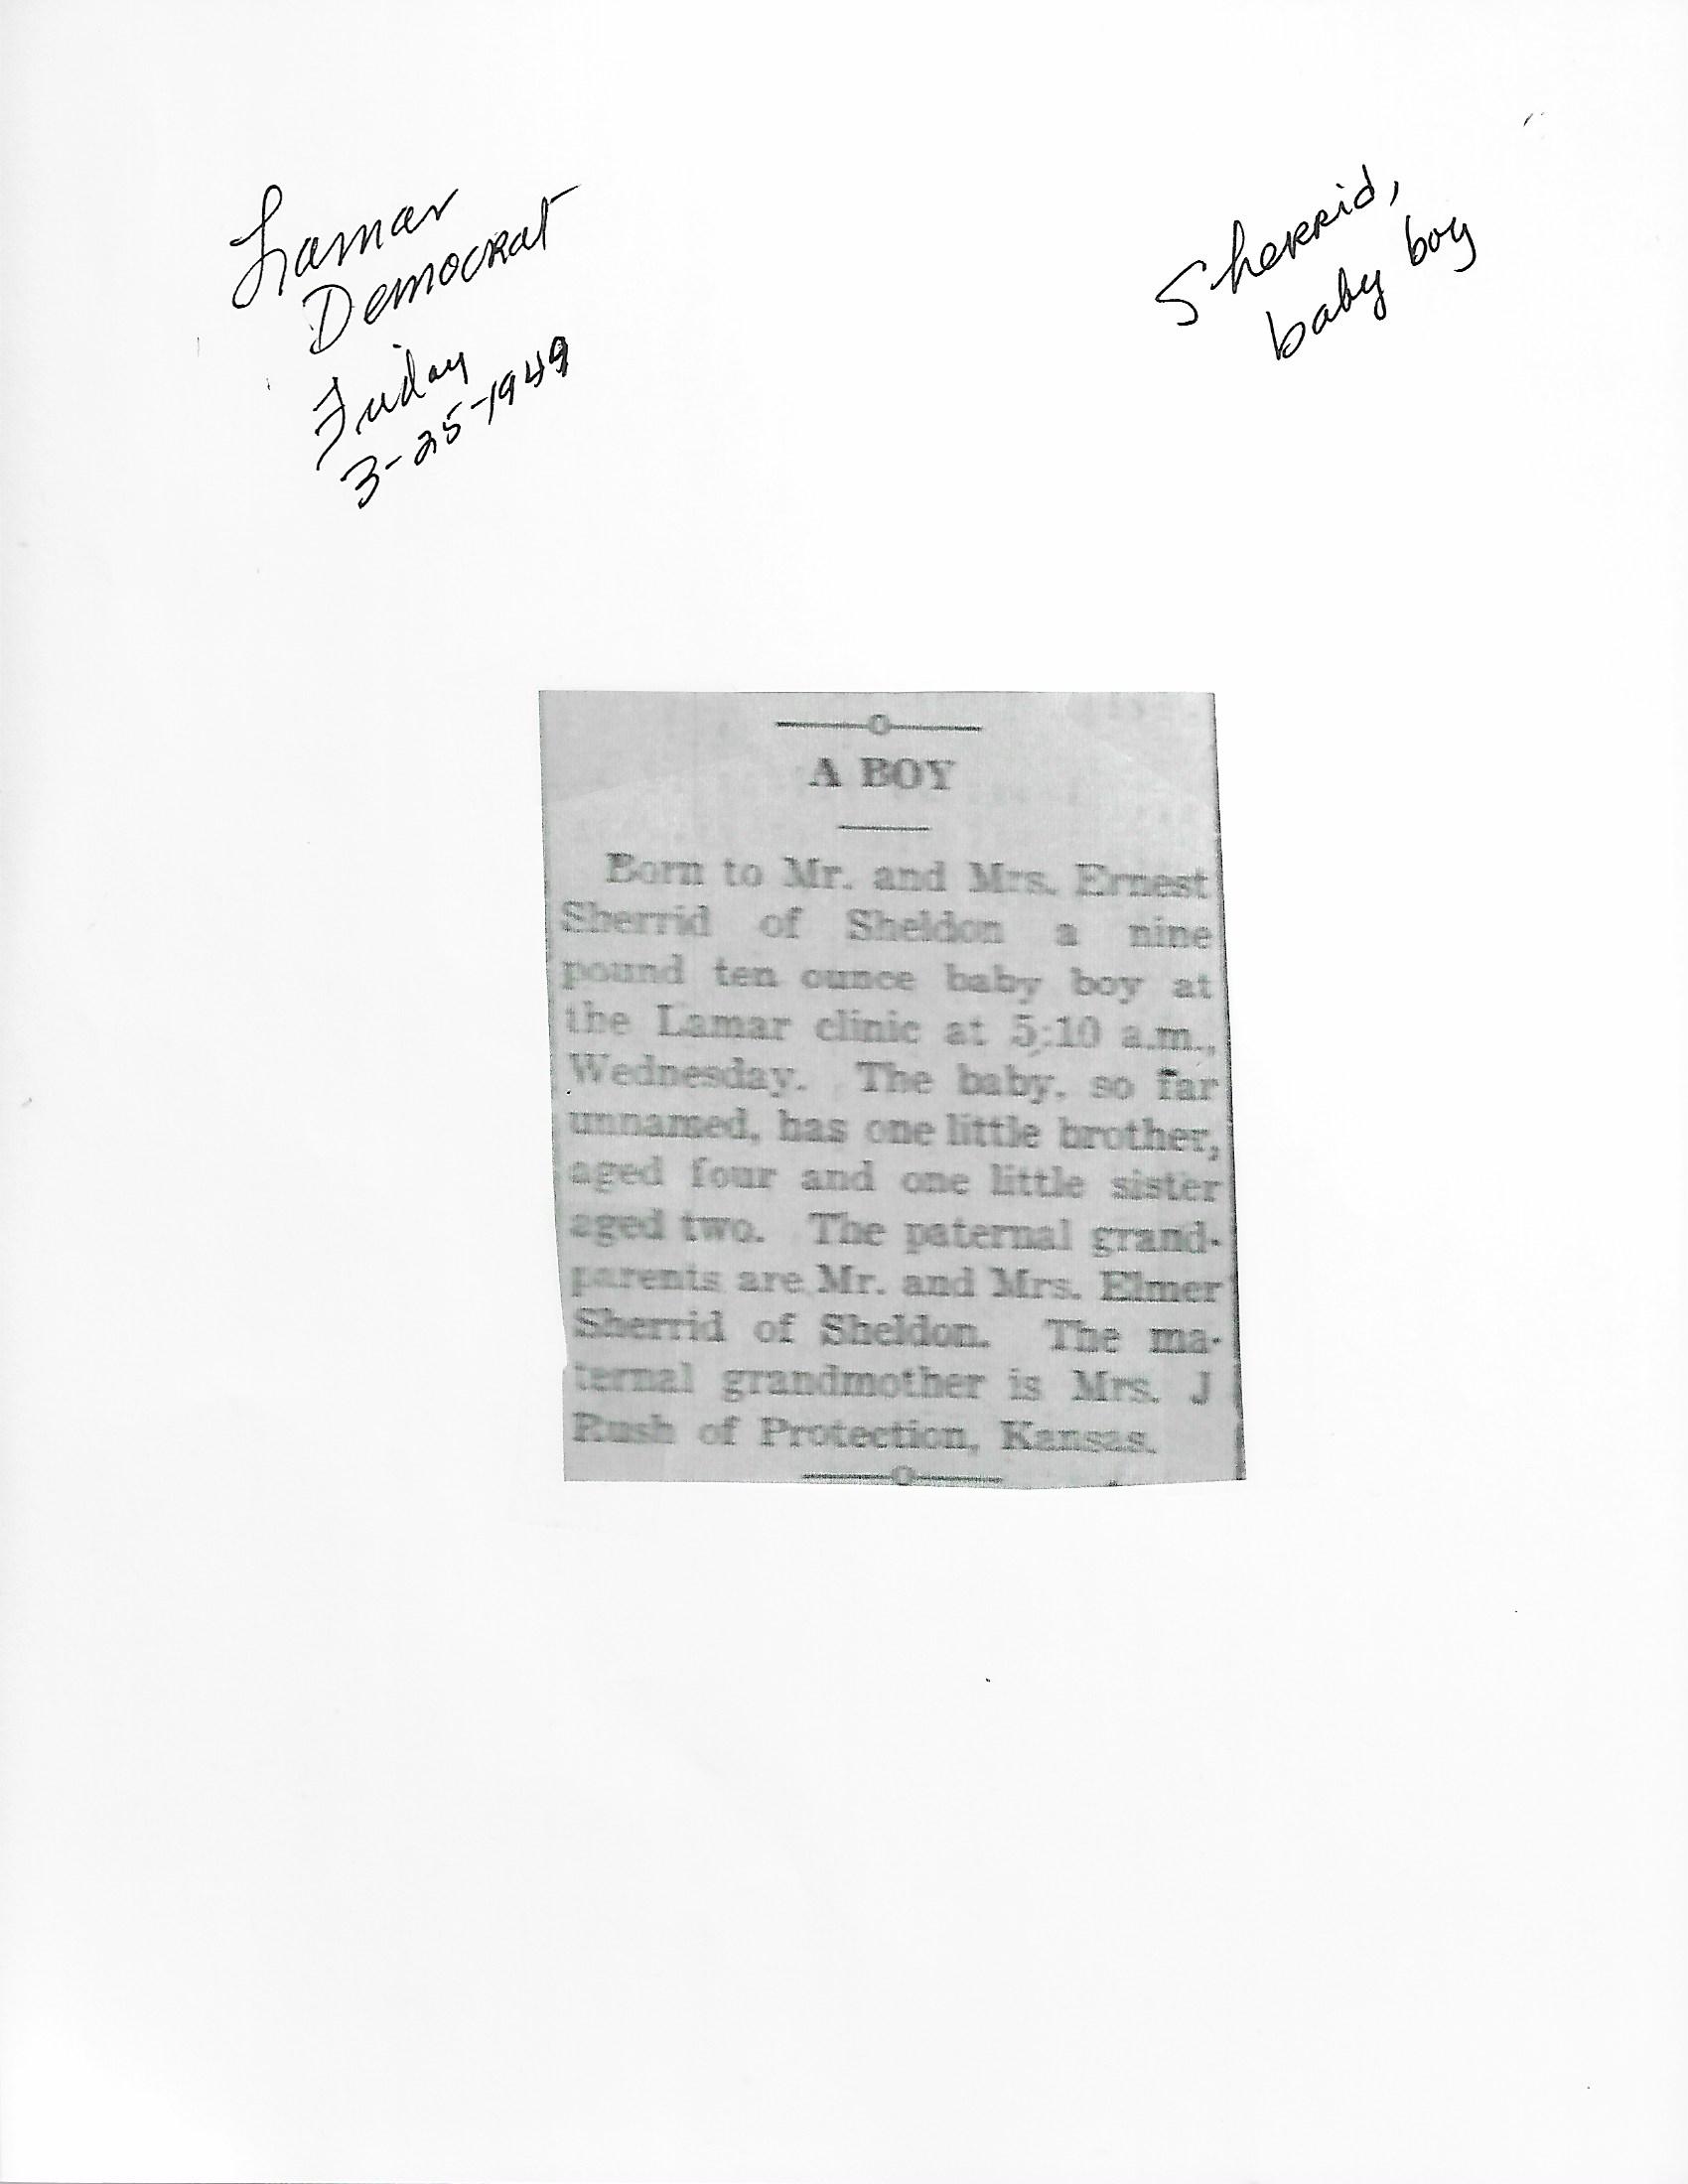 Lamar
Democrat
Friday
3-25-1949
Sherrid,
baby boy
A BOY
Born to Mr. and Mrs. Ernest
Sherrid of Sheldon a nine
pound ten ounce baby boy at
the Lamar clinic at 5:10 a.m.,
Wednesday. The baby, so far
unnamed, has one little brother,
aged four and one little sister
aged two. The paternal grand-
parents are Mr. and Mrs. Elmer
Sherrid of Sheldon. The ma-
ternal grandmother is Mrs. J
Rush of Protection, Kansas.